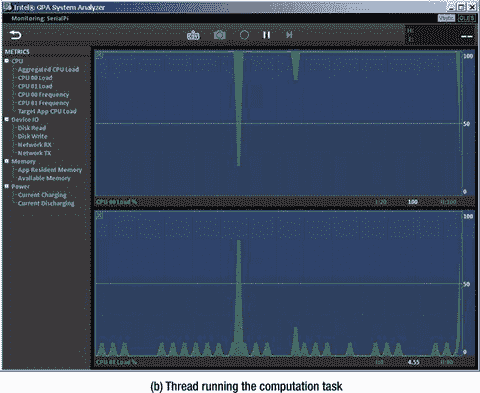 Intel® GPA System Analyzer
Monitoring: SerialPi
METRICS
CPU
Aggregated CPU Load
CPU 00 Load
CPU 01 Load
CPU 00 Frequency
CPU 01 Frequency
Target App CPU Load
Device IO
Disk Read
Disk Write
Network RX
Network TX
Memory
App Resident Memory
Available Memory
Power
Current Charging
Current Discharging
100
50
0
CPU 00 Load %
100
100
50
0
CPU 01 Load %
4.55
(b) Thread running the computation task